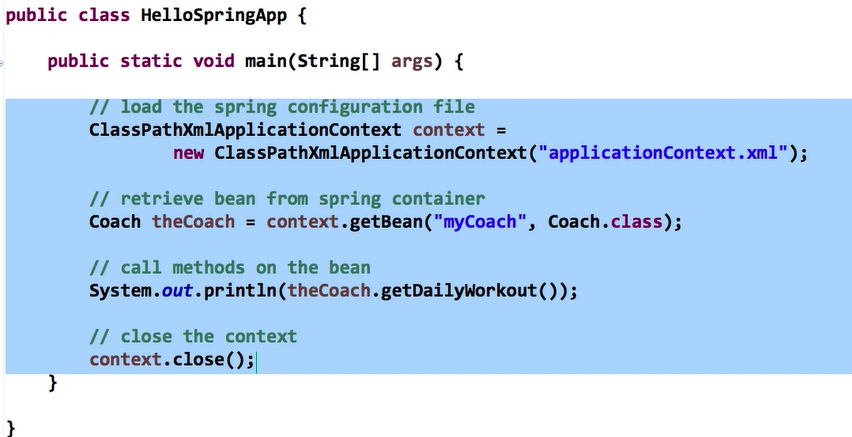 public class HelloSpringApp {
public static void main(String[] args) {
// load the spring configuration file
ClassPathXmlApplicationContext context =
new ClassPathXmlApplicationContext("applicationContext.xml");
// retrieve bean from spring container
Coach theCoach = context.getBean("myCoach", Coach.class);
// call methods on the bean
System.out.println(theCoach.getDailyWorkout());
// close the context
context.close();
}
}